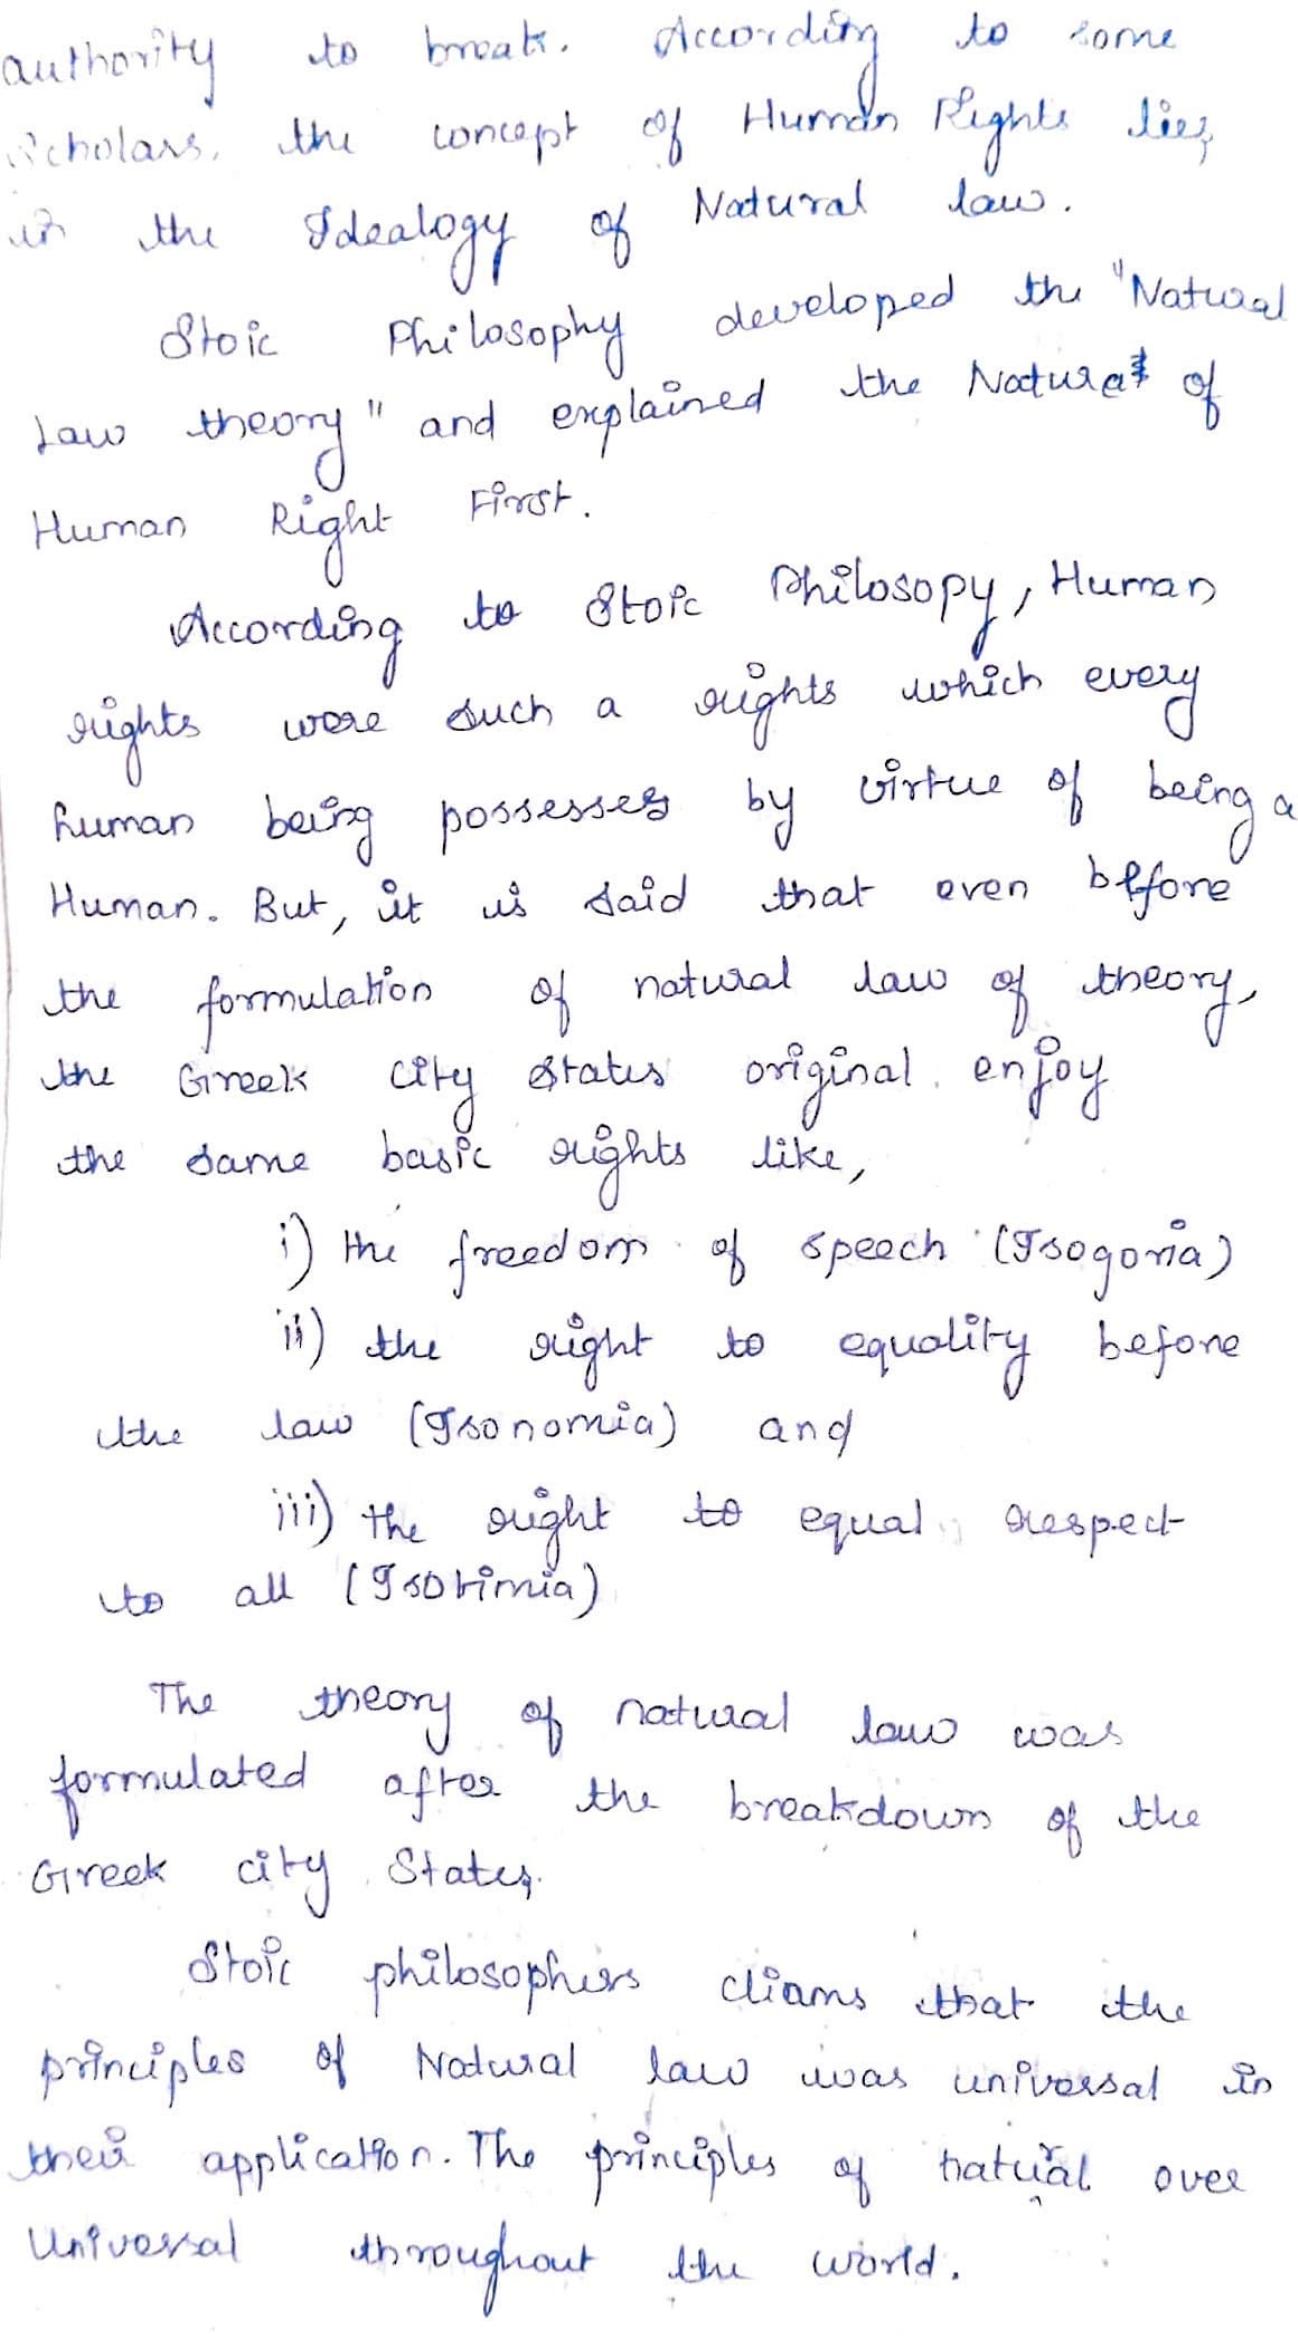 authority to break. According to some
Scholars, the concept of Human Rights lies
in the Idealogy of Natural law.
Stoic Philosophy developed the "Natural
Law theory" and explained the Nature of
Human Right First.
According to Stoic Philosopy, Human
rights were such a rights which every
human being possesses by virtue of being a
Human. But, it is said that even before
the formulation of natural law of theory,
the Greek city states original enjoy
the same basic rights like,
i) the freedom of speech (Isogoria)
ii) the right to equality before
the law (Isonomia) and
iii) the right to equal respect
to all (Isotimia)
The theory of natural law was
formulated after the breakdown of the
Greek city States.
Stoic philosophers cliams that the
principles of Natural law was universal in
their application. The principles of natural over
Universal throughout the world.